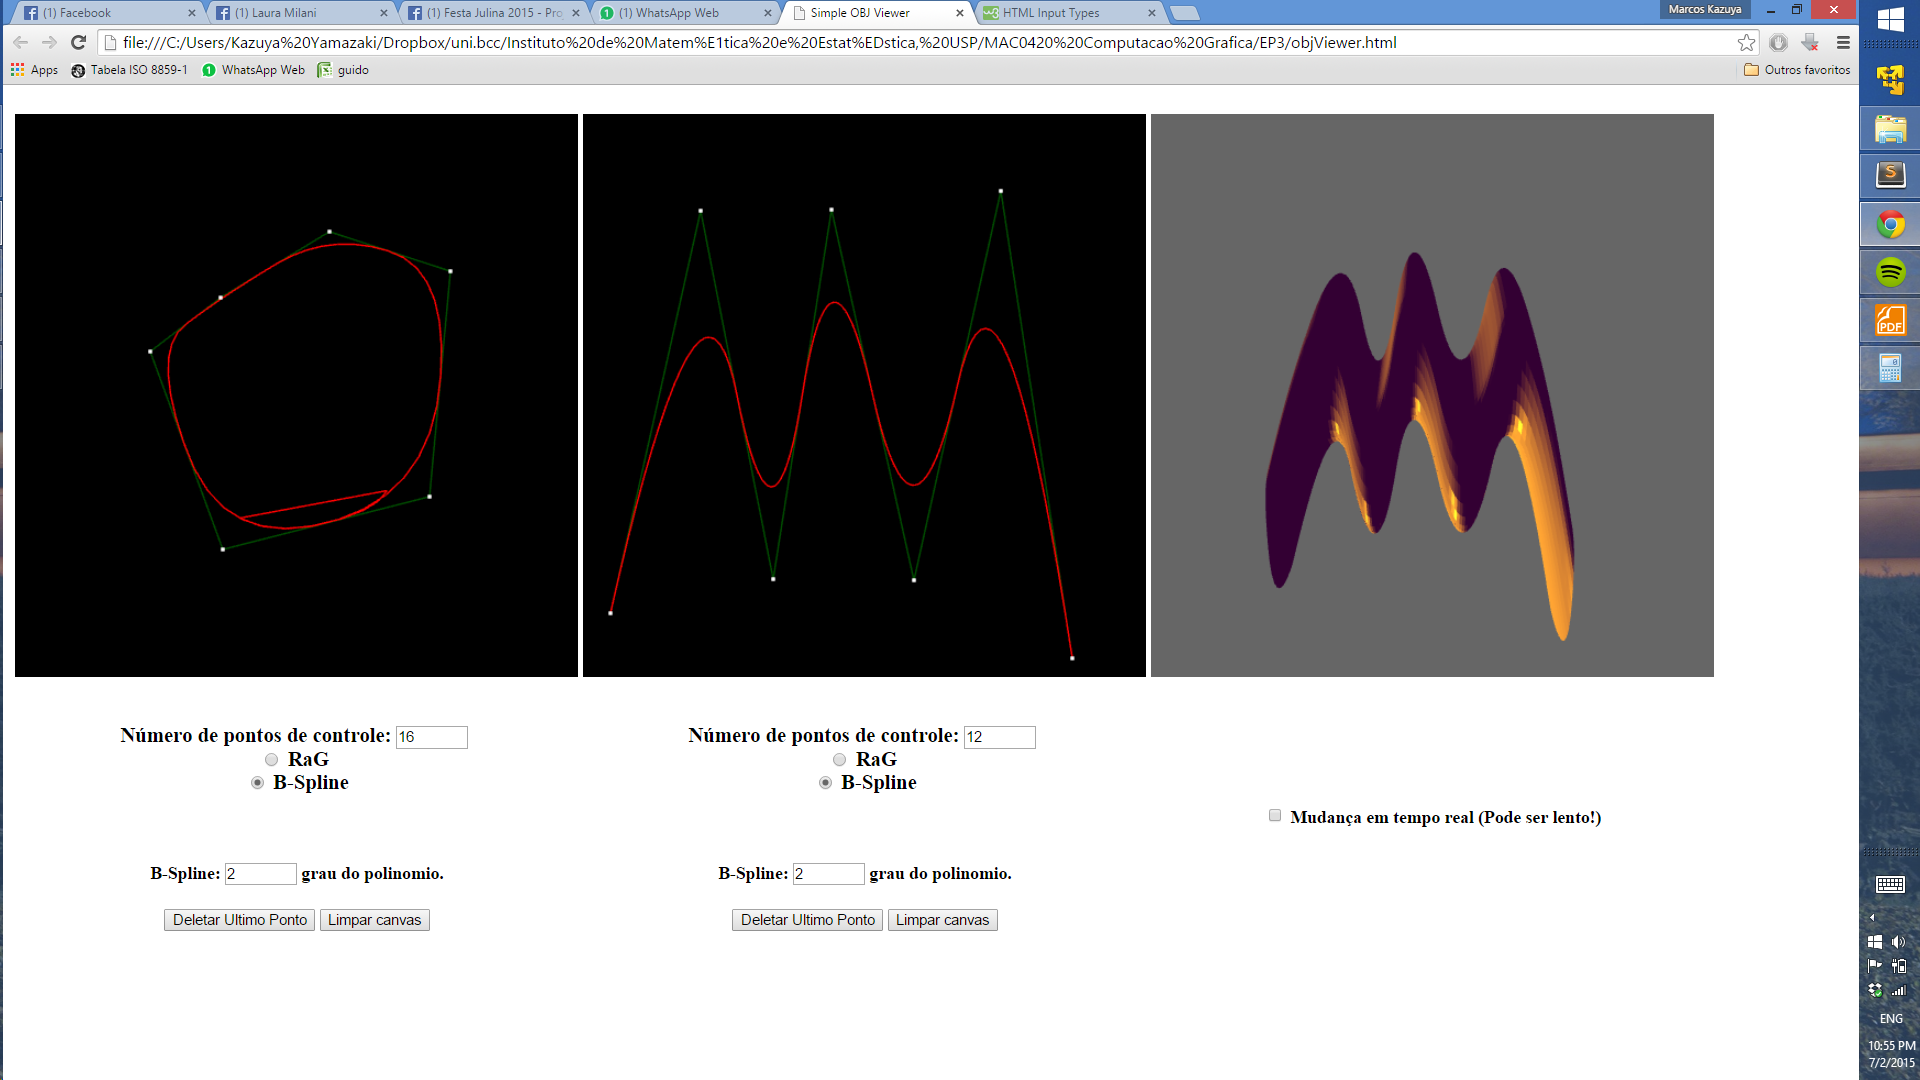 (1) Facebook
(1) Laura Milani
(1) Festa Julina 2015 - Pro
(1) WhatsApp Web
Simple OBJ Viewer
HTML Input Types
Marcos Kazuya
file:///C:/Users/Kazuya%20Yamazaki/Dropbox/uni.bcc/Instituto%20de%20Matem%E1tica%20e%20Estat%EDstica,%20USP/MAC0420%20Computacao%20Grafica/EP3/objViewer.html
Apps
Tabela ISO 8859-1
WhatsApp Web
guido
Outros favoritos
Número de pontos de controle: 16
RaG
B-Spline
B-Spline: 2 grau do polinomio.
Deletar Ultimo Ponto
Limpar canvas
Número de pontos de controle: 12
RaG
B-Spline
B-Spline: 2 grau do polinomio.
Deletar Ultimo Ponto
Limpar canvas
Mudança em tempo real (Pode ser lento!)
S
PDF
ENG
10:55 PM
7/2/2015